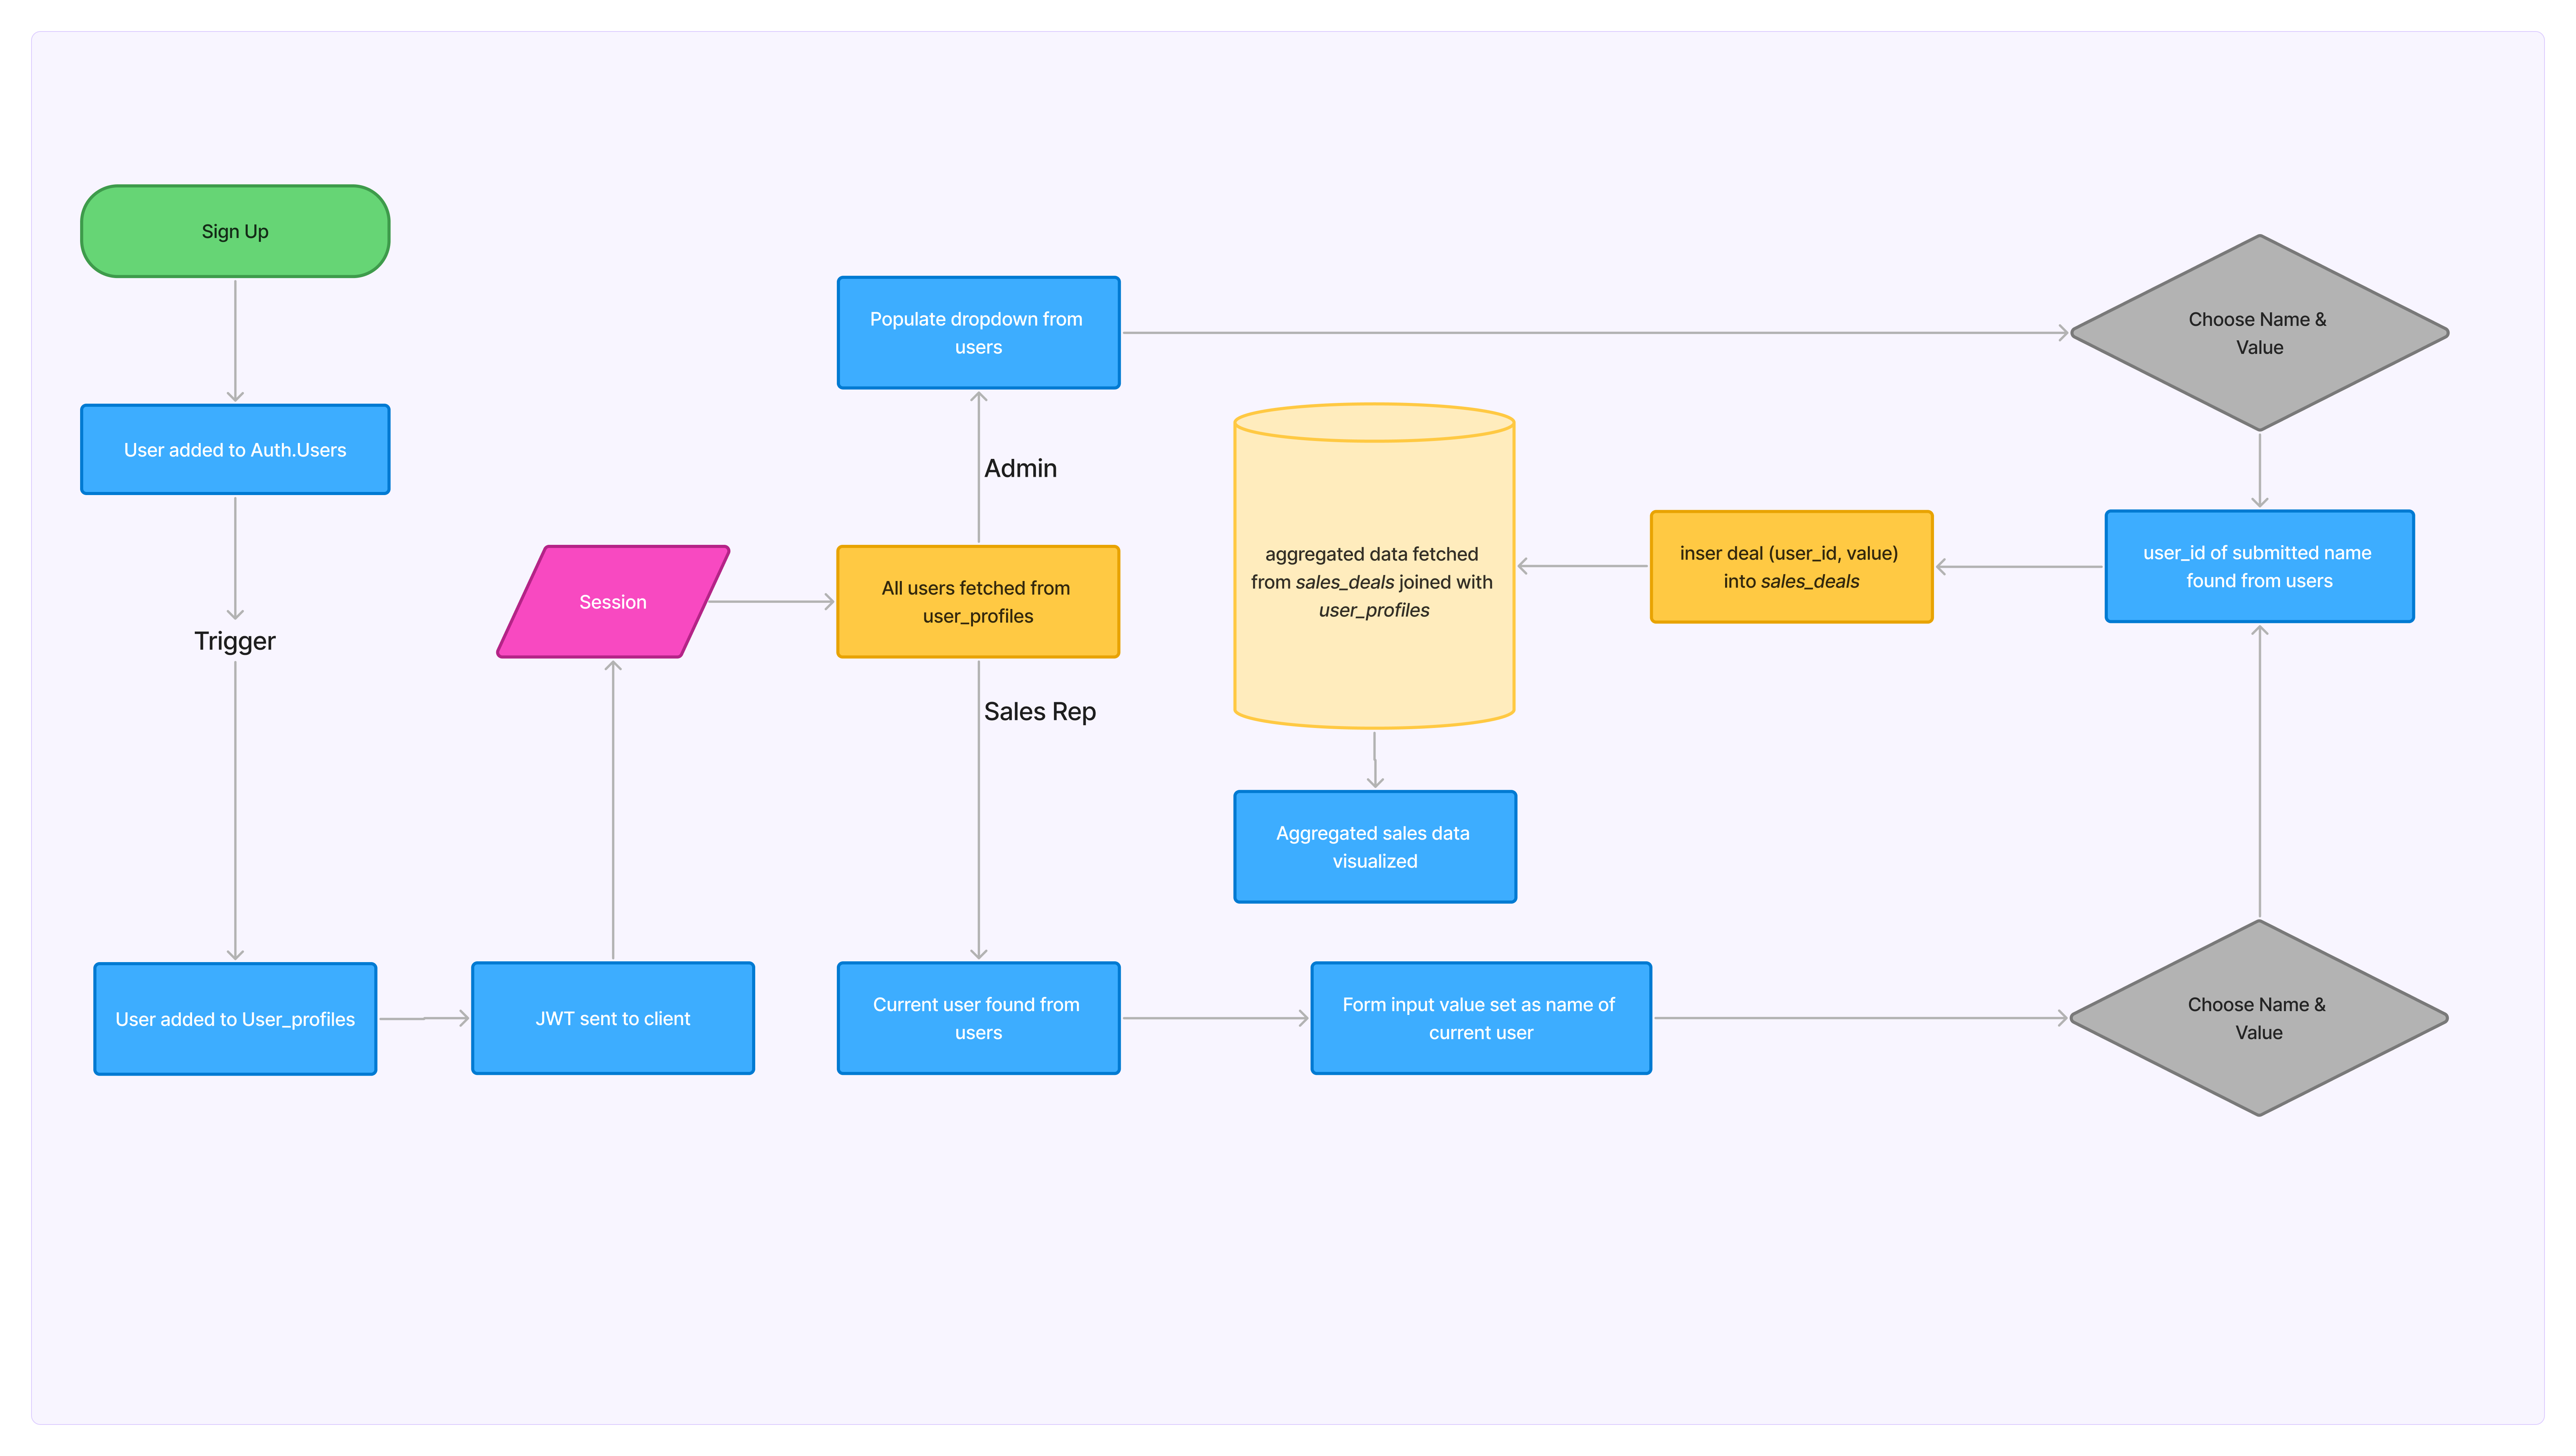 Sign Up
User added to Auth.Users
Trigger
User added to User_profiles
JWT sent to client
Session
All users fetched from
user_profiles
Admin
Populate dropdown from
users
Sales Rep
Current user found from
users
Form input value set as name of
current user
Choose Name &
Value
Choose Name &
Value
user_id of submitted name
found from users
inser deal (user_id, value)
into sales_deals
aggregated data fetched
from sales_deals joined with
user_profiles
Aggregated sales data
visualized